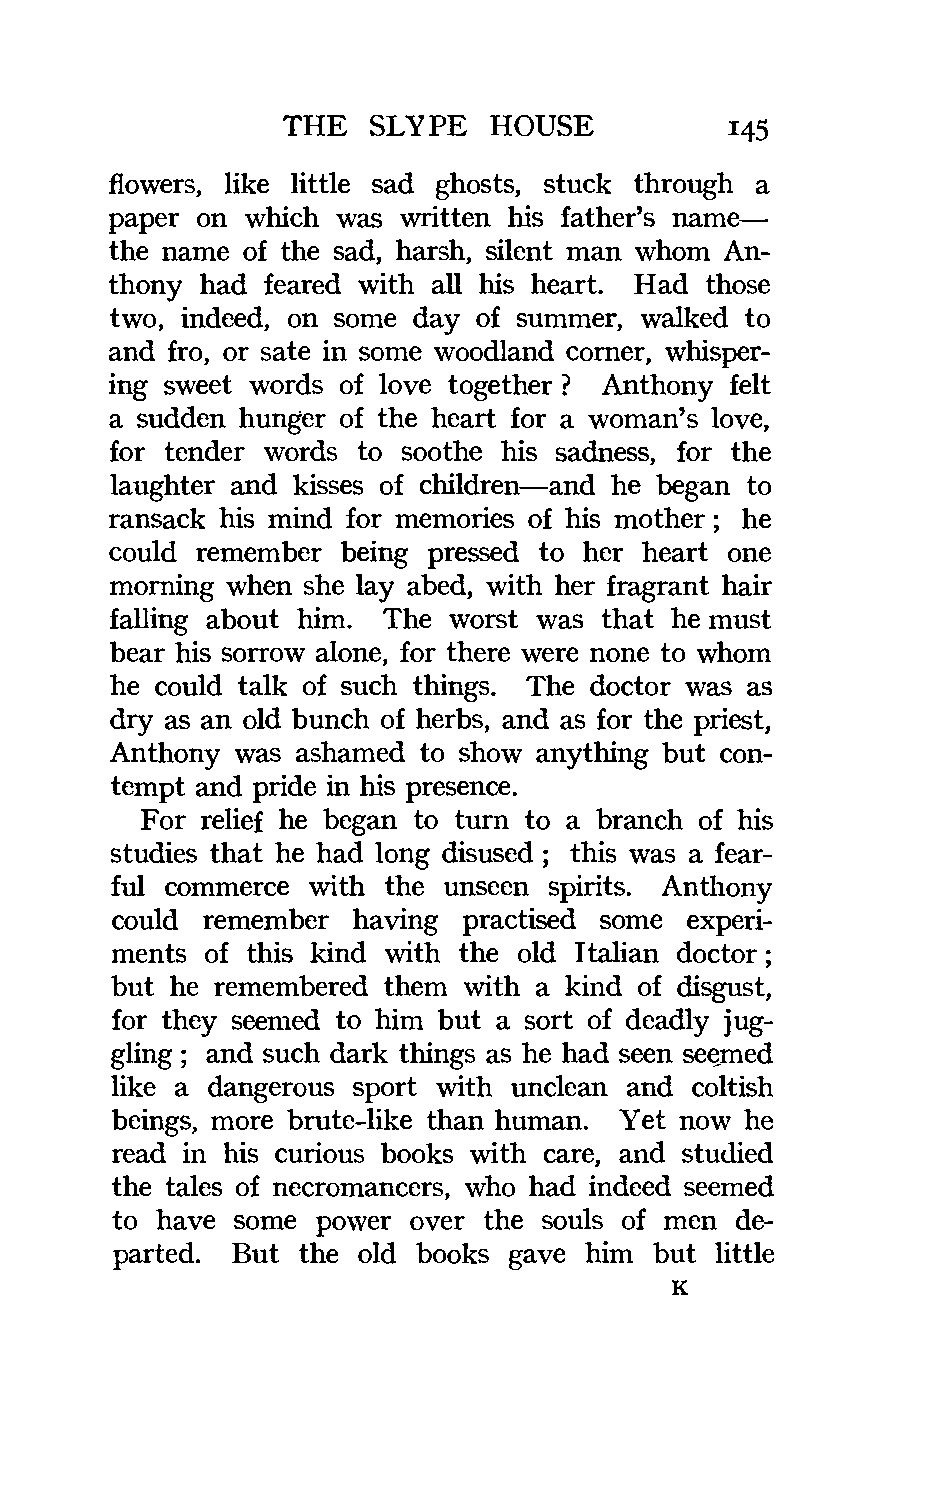 THE SLYPE HOUSE 145
flowers, like little sad ghosts, stuck through a
paper on which was written his father's name—
the name of the sad, harsh, silent man whom An-
thony had feared with all his heart. Had those
two, indeed, on some day of summer, walked to
and fro, or sate in some woodland corner, whisper-
ing sweet words of love together ? Anthony felt
a sudden hunger of the heart for a woman's love,
for tender words to soothe his sadness, for the
laughter and kisses of children—and he began to
ransack his mind for memories of his mother ; he
could remember being pressed to her heart one
morning when she lay abed, with her fragrant hair
falling about him. The worst was that he must
bear his sorrow alone, for there were none to whom
he could talk of such things. The doctor was as
dry as an old bunch of herbs, and as for the priest,
Anthony was ashamed to show anything but con-
tempt and pride in his presence.
For relief he began to turn to a branch of his
studies that he had long disused ; this was a fear-
ful commerce with the unseen spirits. Anthony
could remember having practised some experi-
ments of this kind with the old Italian doctor ;
but he remembered them with a kind of disgust,
for they seemed to him but a sort of deadly jug-
gling ; and such dark things as he had seen seemed
like a dangerous sport with unclean and coltish
beings, more brute-like than human. Yet now he
read in his curious books with care, and studied
the tales of necromancers, who had indeed seemed
to have some power over the souls of men de-
parted. But the old books gave him but little
K